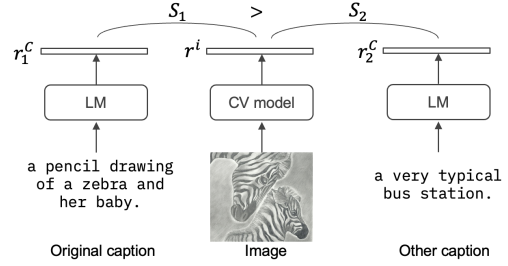 S₁ > S₂
r₁ᶜ rⁱ r₂ᶜ
LM CV model LM
a pencil drawing
of a zebra and
her baby.
a very typical
bus station.
Original caption Image Other caption